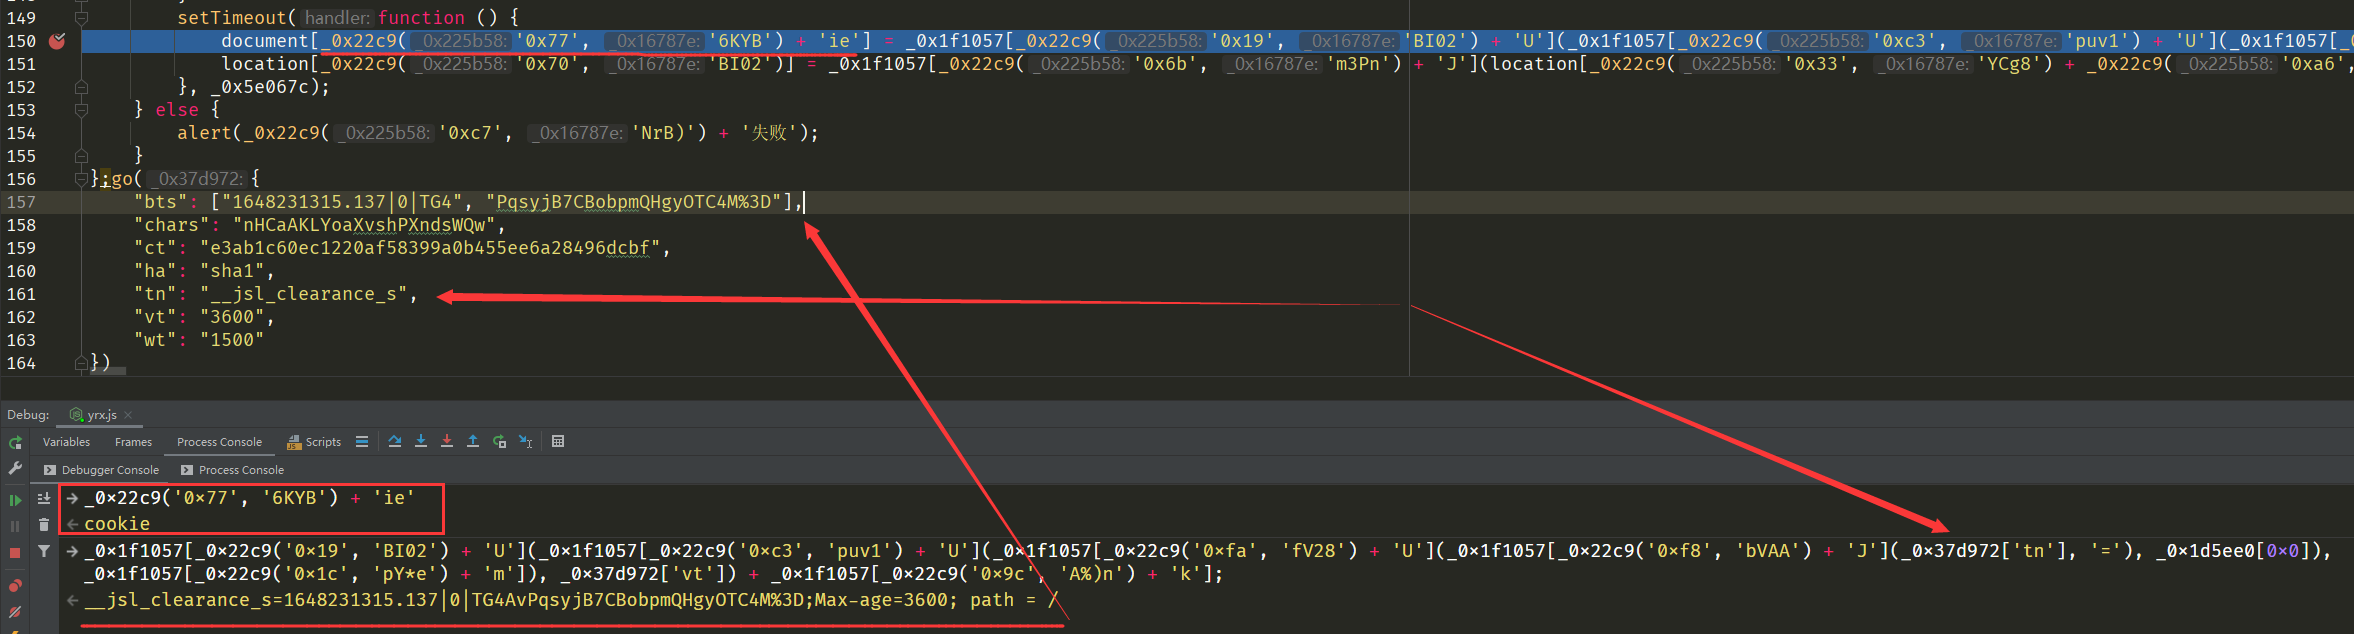 149 setTimeout( handler: function () {
150 document[_0x22c9( _0x225b58: '0x77', _0x16787e: '6KYB') + 'ie'] = _0x1f1057[_0x22c9( _0x225b58: '0x19', _0x16787e: 'BI02') + 'U'](_0x1f1057[_0x22c9( _0x225b58: '0xc3', _0x16787e: 'puv1') + 'U'](_0x1f1057[_
151 location[_0x22c9( _0x225b58: '0x70', _0x16787e: 'BI02')] = _0x1f1057[_0x22c9( _0x225b58: '0x6b', _0x16787e: 'm3Pn') + 'J'](location[_0x22c9( _0x225b58: '0x33', _0x16787e: 'YCg8') + _0x22c9( _0x225b58: '0xa6',
152 }, _0x5e067c);
153 } else {
154 alert(_0x22c9( _0x225b58: '0xc7', _0x16787e: 'NrB)') + '失败');
155 }
156 };go( _0x37d972: {
157 "bts": ["1648231315.137|0|TG4", "PqsyjB7CBobpmQHgyOTC4M%3D"],
158 "chars": "nHCaAKLYoaXvshPXndsWQw",
159 "ct": "e3ab1c60ec1220af58399a0b455ee6a28496dcbf",
160 "ha": "sha1",
161 "tn": "__jsl_clearance_s",
162 "vt": "3600",
163 "wt": "1500"
164 })
Debug: yrx.js
Variables Frames Process Console Scripts
Debugger Console Process Console
_0x22c9('0x77', '6KYB') + 'ie'
cookie
_0x1f1057[_0x22c9('0x19', 'BI02') + 'U'](_0x1f1057[_0x22c9('0xc3', 'puv1') + 'U'](_0x1f1057[_0x22c9('0xfa', 'fV28') + 'U'](_0x1f1057[_0x22c9('0xf8', 'bVAA') + 'J'](_0x37d972['tn'], '='), _0x1d5ee0[0x0]),
_0x1f1057[_0x22c9('0x1c', 'pY*e') + 'm']), _0x37d972['vt']) + _0x1f1057[_0x22c9('0x9c', 'A%)n') + 'k'];
__jsl_clearance_s=1648231315.137|0|TG4AvPqsyjB7CBobpmQHgyOTC4M%3D;Max-age=3600; path = /